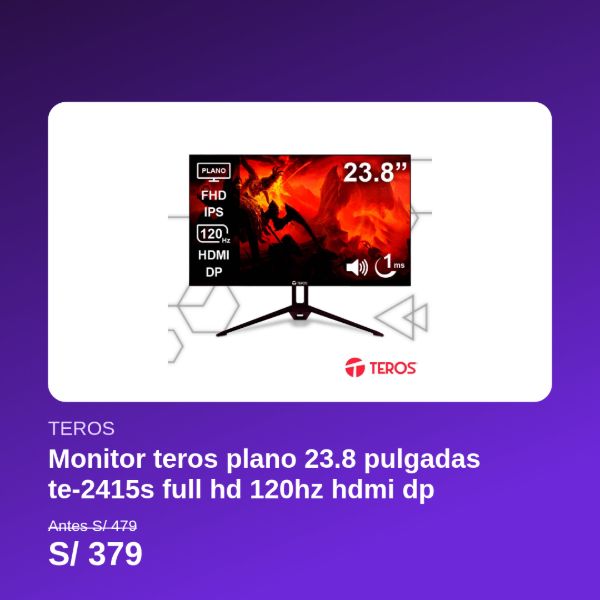 PLANO
23.8”
FHD
IPS
120Hz
HDMI
DP
1ms
TEROS
TEROS
TEROS
Monitor teros plano 23.8 pulgadas
te-2415s full hd 120hz hdmi dp
Antes S/ 479
S/ 379